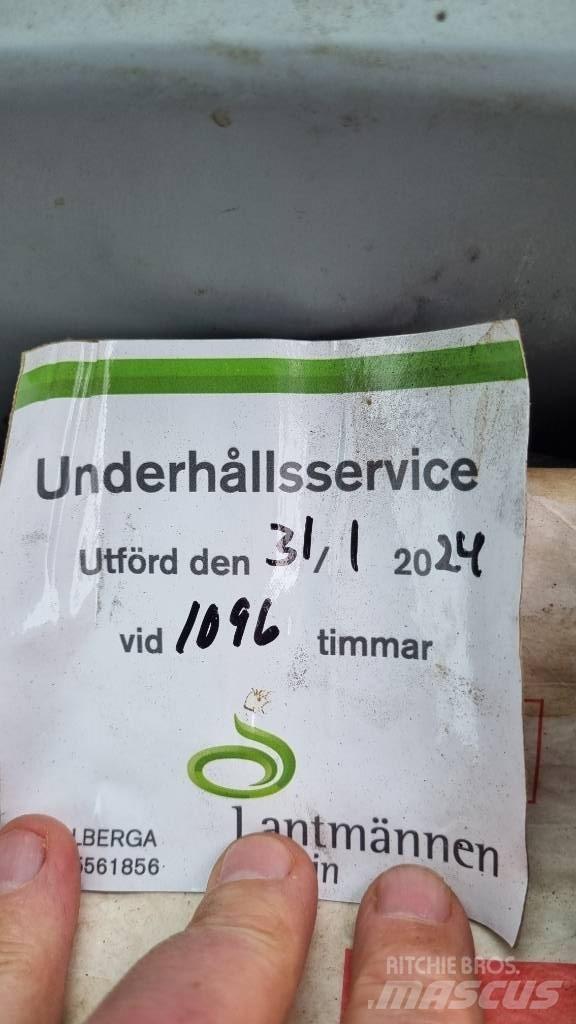 Underhållsservice
Utförd den 31/1 2024
vid 1096 timmar
Lantmännen
LBERGA
5561856
in
RITCHIE BROS.
MASCUS